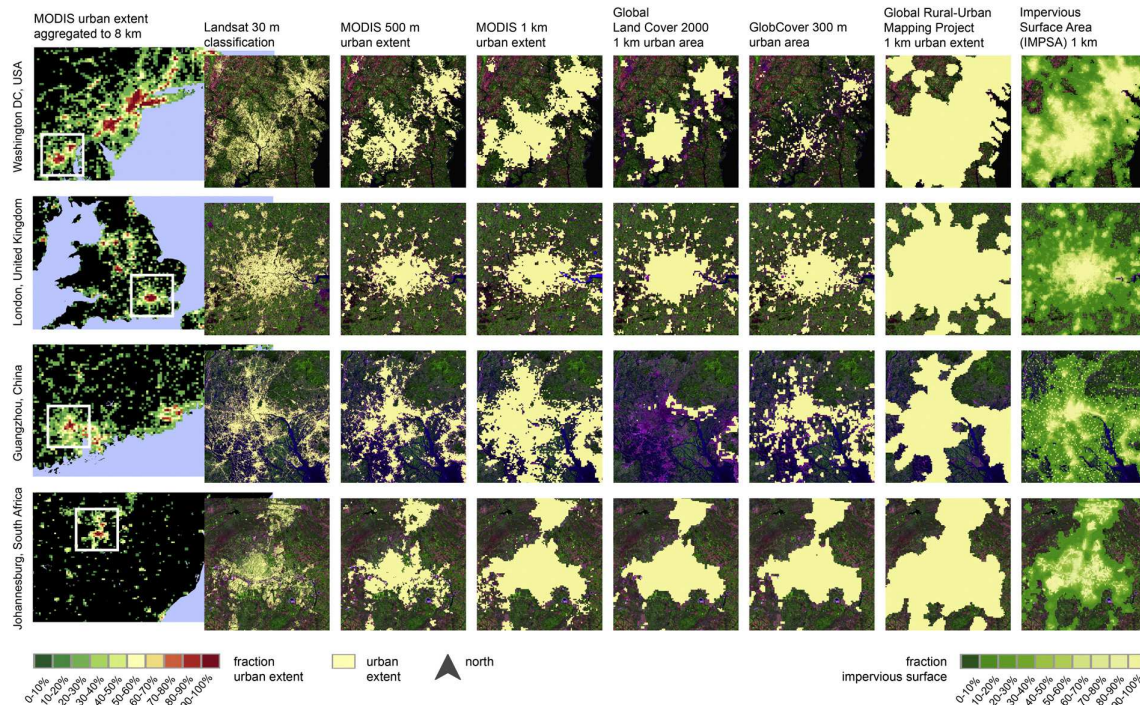 MODIS urban extent
aggregated to 8 km
Landsat 30 m
classification
MODIS 500 m
urban extent
MODIS 1 km
urban extent
Global
Land Cover 2000
1 km urban area
GlobCover 300 m
urban area
Global Rural-Urban
Mapping Project
1 km urban extent
Impervious
Surface Area
(IMPSA) 1 km
Washington DC, USA
London, United Kingdom
Guangzhou, China
Johannesburg, South Africa
fraction
urban extent
urban
extent
north
fraction
impervious surface
0-10%
10-20%
20-30%
30-40%
40-50%
50-60%
60-70%
70-80%
80-90%
90-100%
0-10%
10-20%
20-30%
30-40%
40-50%
50-60%
60-70%
70-80%
80-90%
90-100%